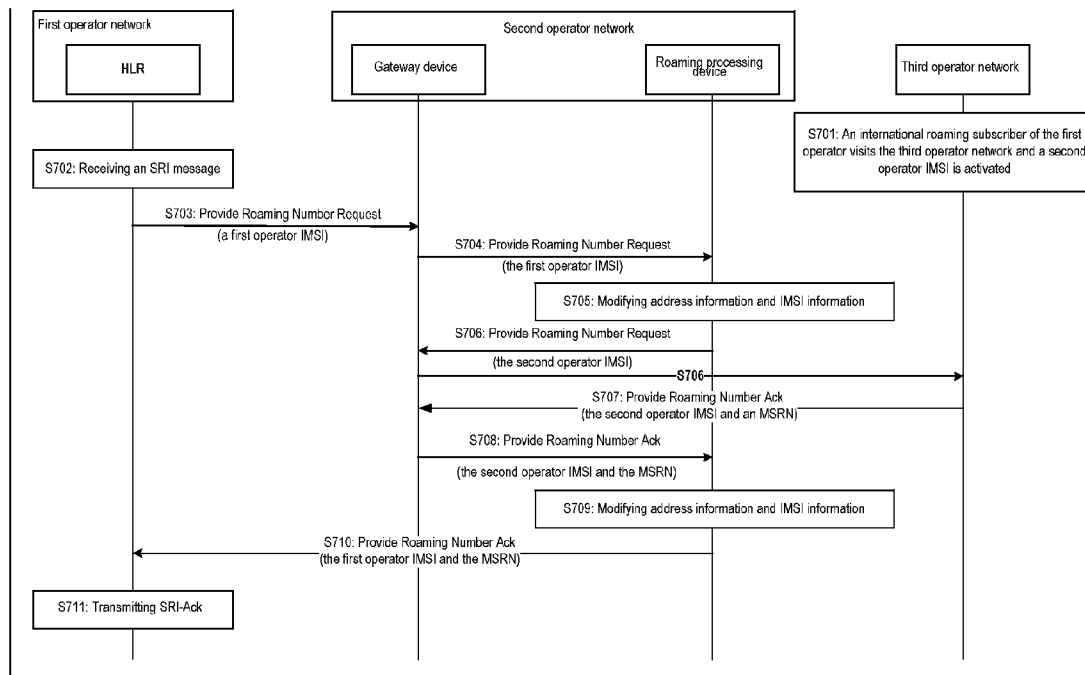 First operator network
Second operator network
HLR
Gateway device
Roaming processing
device
Third operator network
S701: An international roaming subscriber of the first
operator visits the third operator network and a second
operator IMSI is activated
S702: Receiving an SRI message
S703: Provide Roaming Number Request
(a first operator IMSI)
S704: Provide Roaming Number Request
(the first operator IMSI)
S705: Modifying address information and IMSI information
S706: Provide Roaming Number Request
(the second operator IMSI)
S706
S707: Provide Roaming Number Ack
(the second operator IMSI and an MSRN)
S708: Provide Roaming Number Ack
(the second operator IMSI and the MSRN)
S709: Modifying address information and IMSI information
S710: Provide Roaming Number Ack
(the first operator IMSI and the MSRN)
S711: Transmitting SRI-Ack